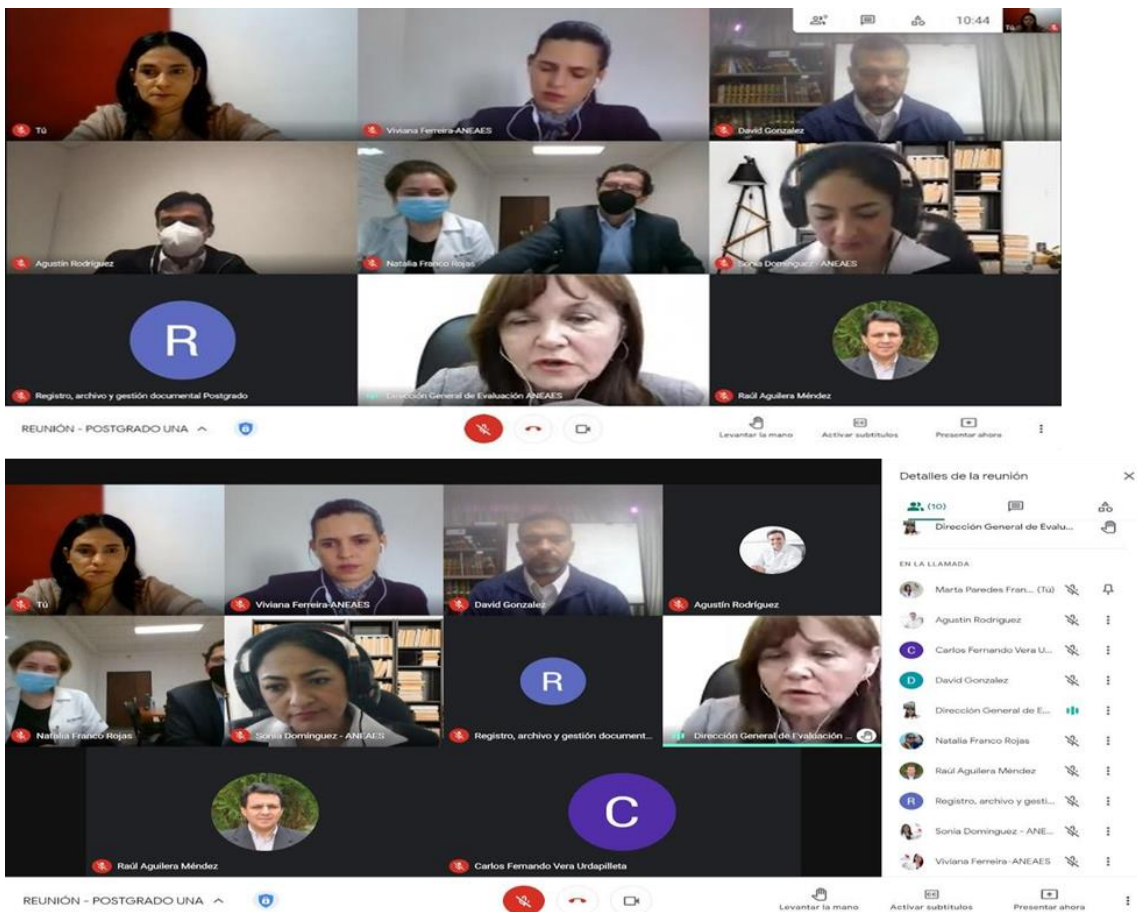 10:44
Tú
Tú
Viviana Ferreira-ANEAES
David Gonzalez
Agustín Rodríguez
Natalia Franco Rojas
Sonia Domínguez - ANEAES
R
Registro, archivo y gestión documental Postgrado
Dirección General de Evaluación ANEAES
Raúl Aguilera Méndez
REUNIÓN - POSTGRADO UNA
Levantar la mano
Activar subtítulos
Presentar ahora
Tú
Viviana Ferreira-ANEAES
David Gonzalez
Agustín Rodríguez
Natalia Franco Rojas
Sonia Domínguez - ANEAES
R
Registro, archivo y gestión document...
Dirección General de Evaluación ...
Raúl Aguilera Méndez
C
Carlos Fernando Vera Urdapilleta
Detalles de la reunión
(10)
Dirección General de Evalu...
EN LA LLAMADA
Marta Paredes Fran... (Tú)
Agustín Rodríguez
C Carlos Fernando Vera U...
D David Gonzalez
Dirección General de E...
Natalia Franco Rojas
Raúl Aguilera Méndez
R Registro, archivo y gesti...
Sonia Domínguez - ANE...
Viviana Ferreira-ANEAES
REUNIÓN - POSTGRADO UNA
Levantar la mano
Activar subtítulos
Presentar ahora